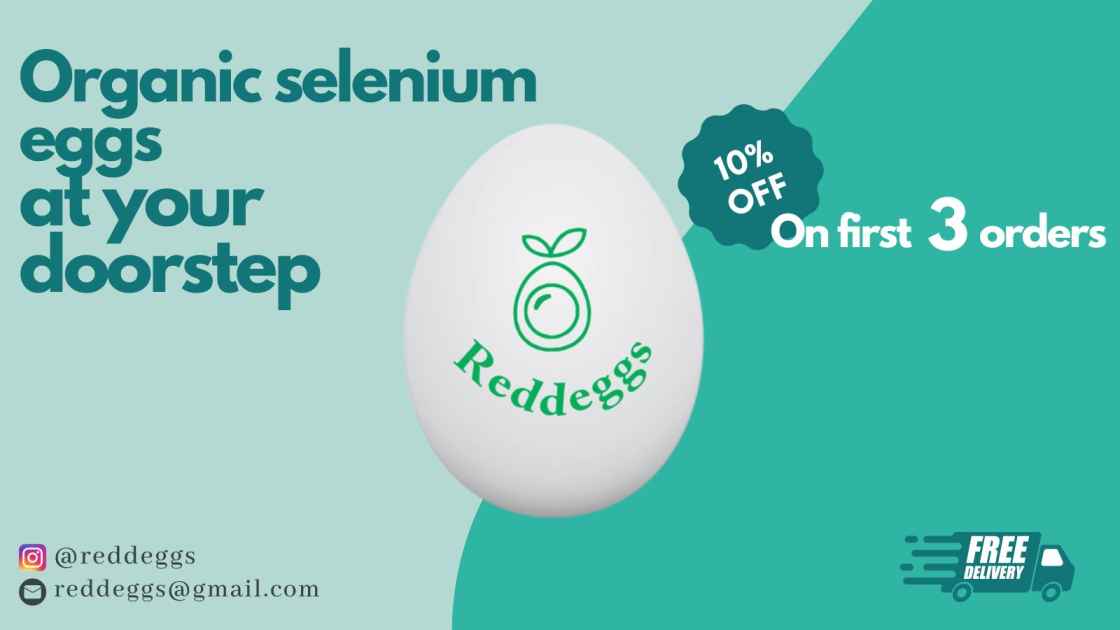 Organic selenium
eggs
at your
doorstep
10%
OFF
On first 3 orders
Reddeggs
@reddeggs
reddeggs@gmail.com
FREE
DELIVERY